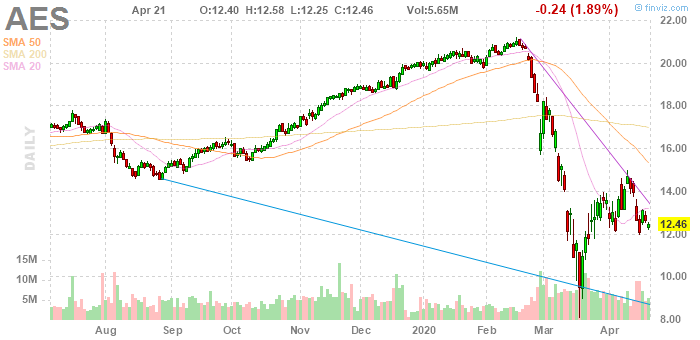 AES
Apr 21
O:12.40
H:12.58
L:12.25
C:12.46
Vol:5.65M
-0.24 (1.89%)
© finviz.com
SMA 50
SMA 200
SMA 20
DAILY
22.00
20.00
18.00
16.00
14.00
12.46
12.00
10.00
8.00
15M
10M
5M
Aug
Sep
Oct
Nov
Dec
2020
Feb
Mar
Apr